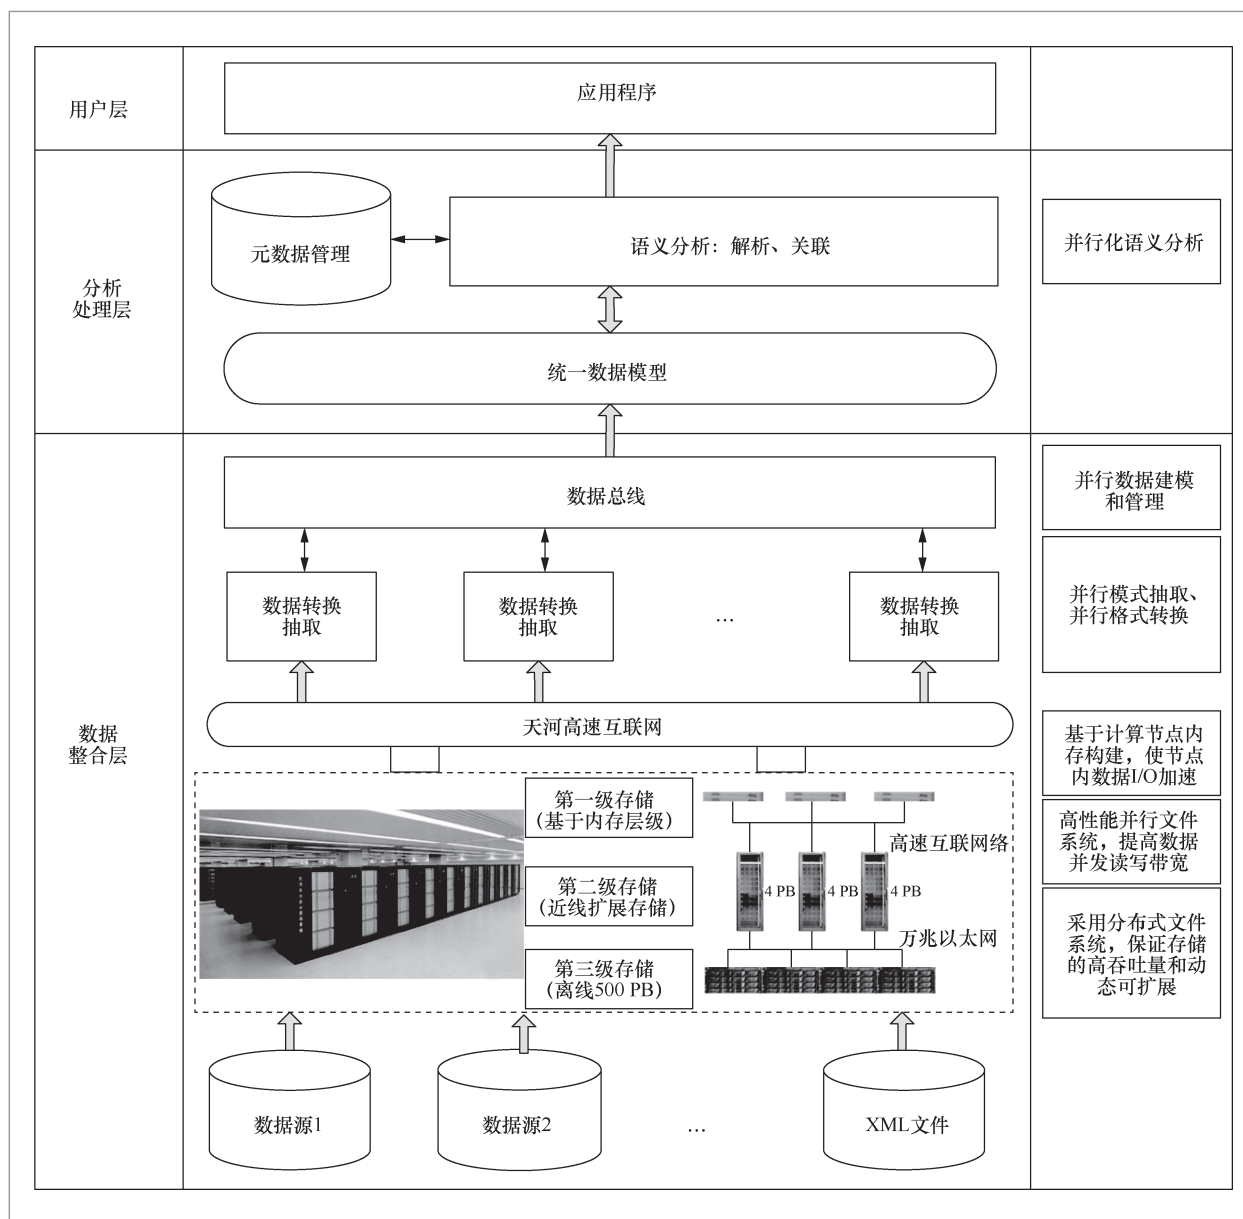 用户层
应用程序
分析
处理层
元数据管理
语义分析：解析、关联
并行化语义分析
统一数据模型
数据
整合层
数据总线
并行数据建模
和管理
数据转换
抽取
数据转换
抽取
…
数据转换
抽取
并行模式抽取、
并行格式转换
天河高速互联网
基于计算节点内
存构建，使节点
内数据I/O加速
第一级存储
（基于内存层级）
高速互联网络
高性能并行文件
系统，提高数据
并发读写带宽
第二级存储
（近线扩展存储）
4 PB
4 PB
4 PB
万兆以太网
第三级存储
（离线500 PB）
采用分布式文件
系统，保证存储
的高吞吐量和动
态可扩展
数据源1
数据源2
…
XML文件